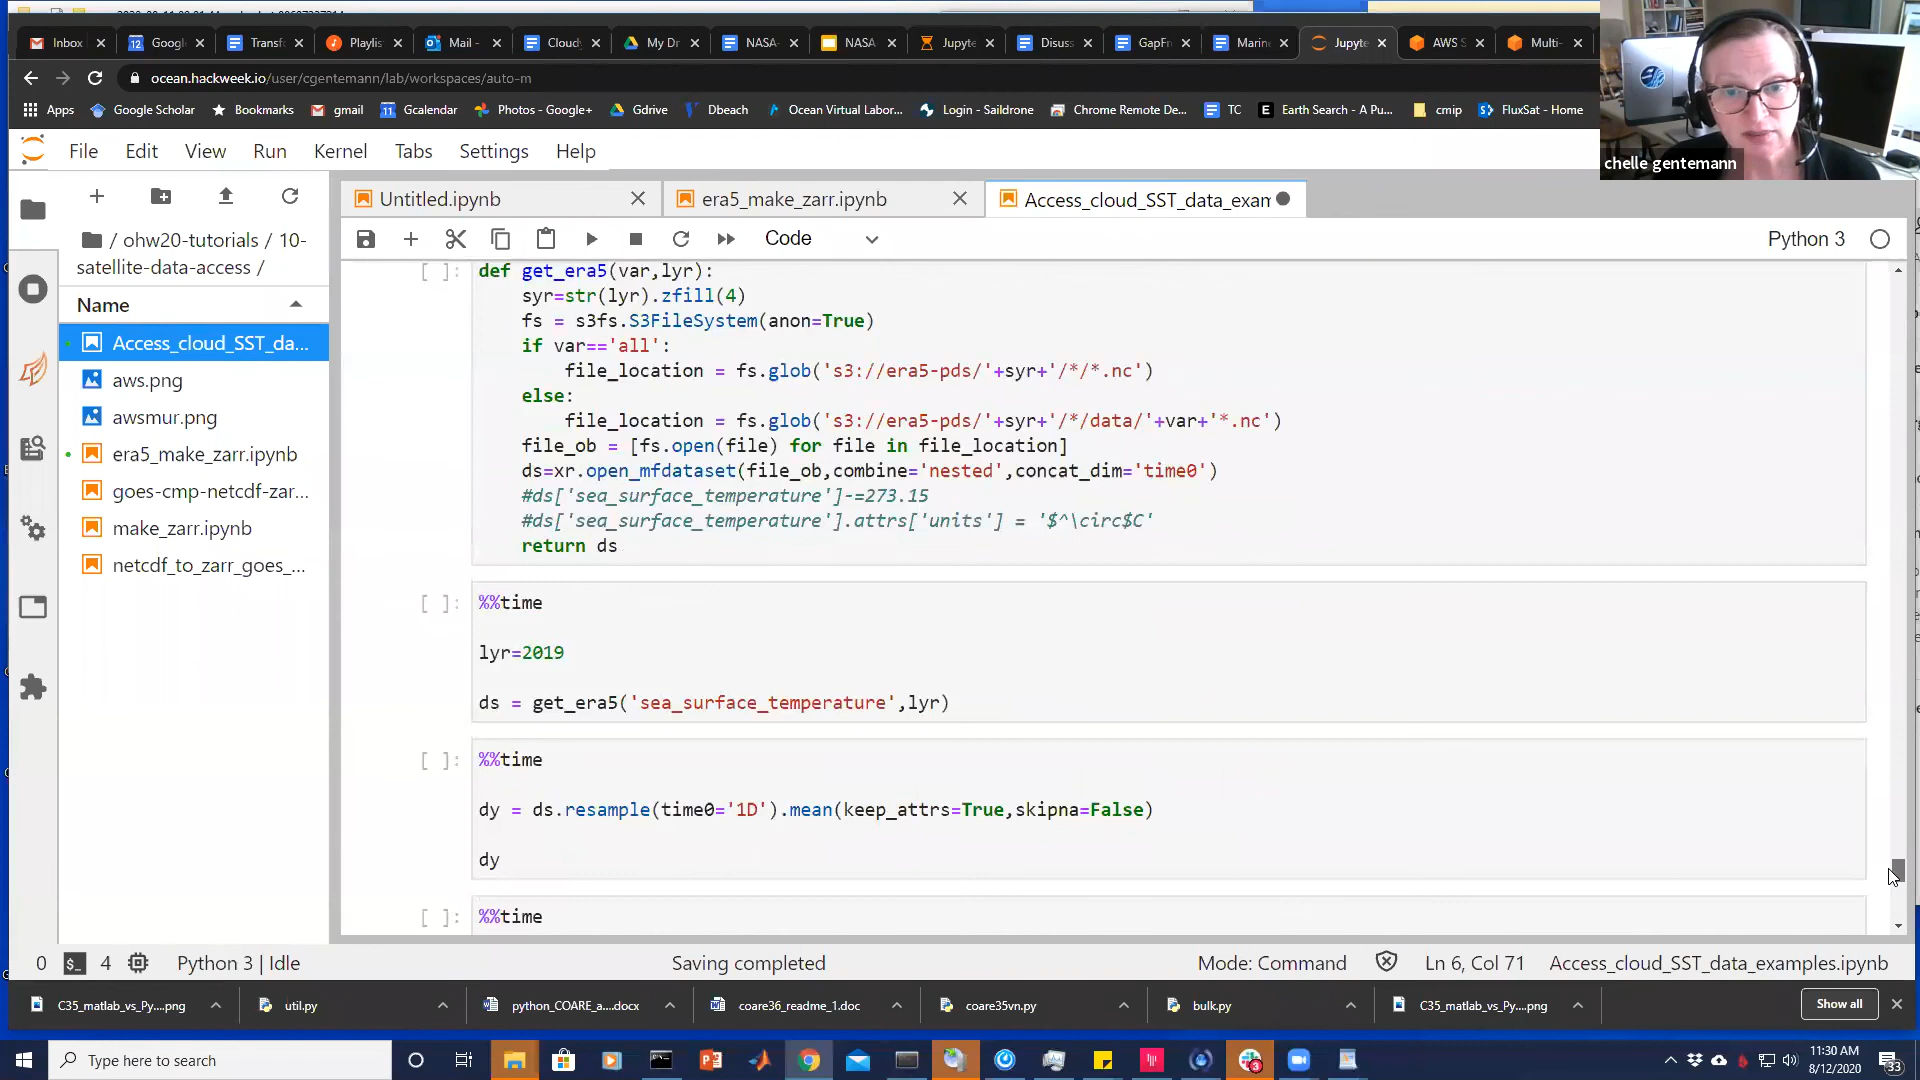 Inbox
Googl
Transf
Playlis
Mail -
Cloudy
My Dr
NASA-
NASA
Jupyte
Disuss
GapFr
Marine
Jupyte
AWS S
Multi-
ocean.hackweek.io/user/cgentemann/lab/workspaces/auto-m
Apps
Google Scholar
Bookmarks
gmail
Gcalendar
Photos - Google+
Gdrive
Dbeach
Ocean Virtual Labor...
Login - Saildrone
Chrome Remote De...
TC
Earth Search - A Pu...
cmip
FluxSat - Home
chelle gentemann
File Edit View Run Kernel Tabs Settings Help
Untitled.ipynb
era5_make_zarr.ipynb
Access_cloud_SST_data_exam
Code
Python 3
/ ohw20-tutorials / 10-
satellite-data-access /
Name
Access_cloud_SST_da...
aws.png
awsmur.png
era5_make_zarr.ipynb
goes-cmp-netcdf-zar...
make_zarr.ipynb
netcdf_to_zarr_goes_...
[ ]: def get_era5(var,lyr):
syr=str(lyr).zfill(4)
fs = s3fs.S3FileSystem(anon=True)
if var=='all':
file_location = fs.glob('s3://era5-pds/'+syr+'/*/*.nc')
else:
file_location = fs.glob('s3://era5-pds/'+syr+'/*/data/'+var+'*.nc')
file_ob = [fs.open(file) for file in file_location]
ds=xr.open_mfdataset(file_ob,combine='nested',concat_dim='time0')
#ds['sea_surface_temperature']-=273.15
#ds['sea_surface_temperature'].attrs['units'] = '$^\circ$C'
return ds
[ ]: %%time
lyr=2019
ds = get_era5('sea_surface_temperature',lyr)
[ ]: %%time
dy = ds.resample(time0='1D').mean(keep_attrs=True,skipna=False)
dy
[ ]: %%time
0
4
Python 3 | Idle
Saving completed
Mode: Command
Ln 6, Col 71
Access_cloud_SST_data_examples.ipynb
C35_matlab_vs_Py....png
util.py
python_COARE_a....docx
coare36_readme_1.doc
coare35vn.py
bulk.py
C35_matlab_vs_Py....png
Show all
Type here to search
11:30 AM
8/12/2020
33